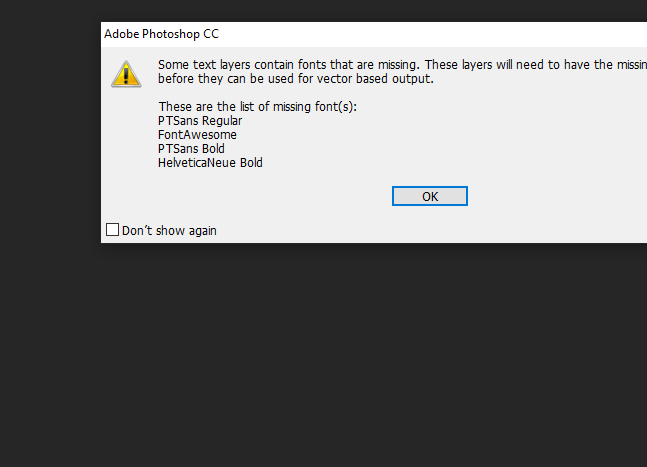 Adobe Photoshop CC
Some text layers contain fonts that are missing. These layers will need to have the
before they can be used for vector based output.
These are the list of missing font(s):
PTSans Regular
FontAwesome
PTSans Bold
HelveticaNeue Bold
OK
Don't show again